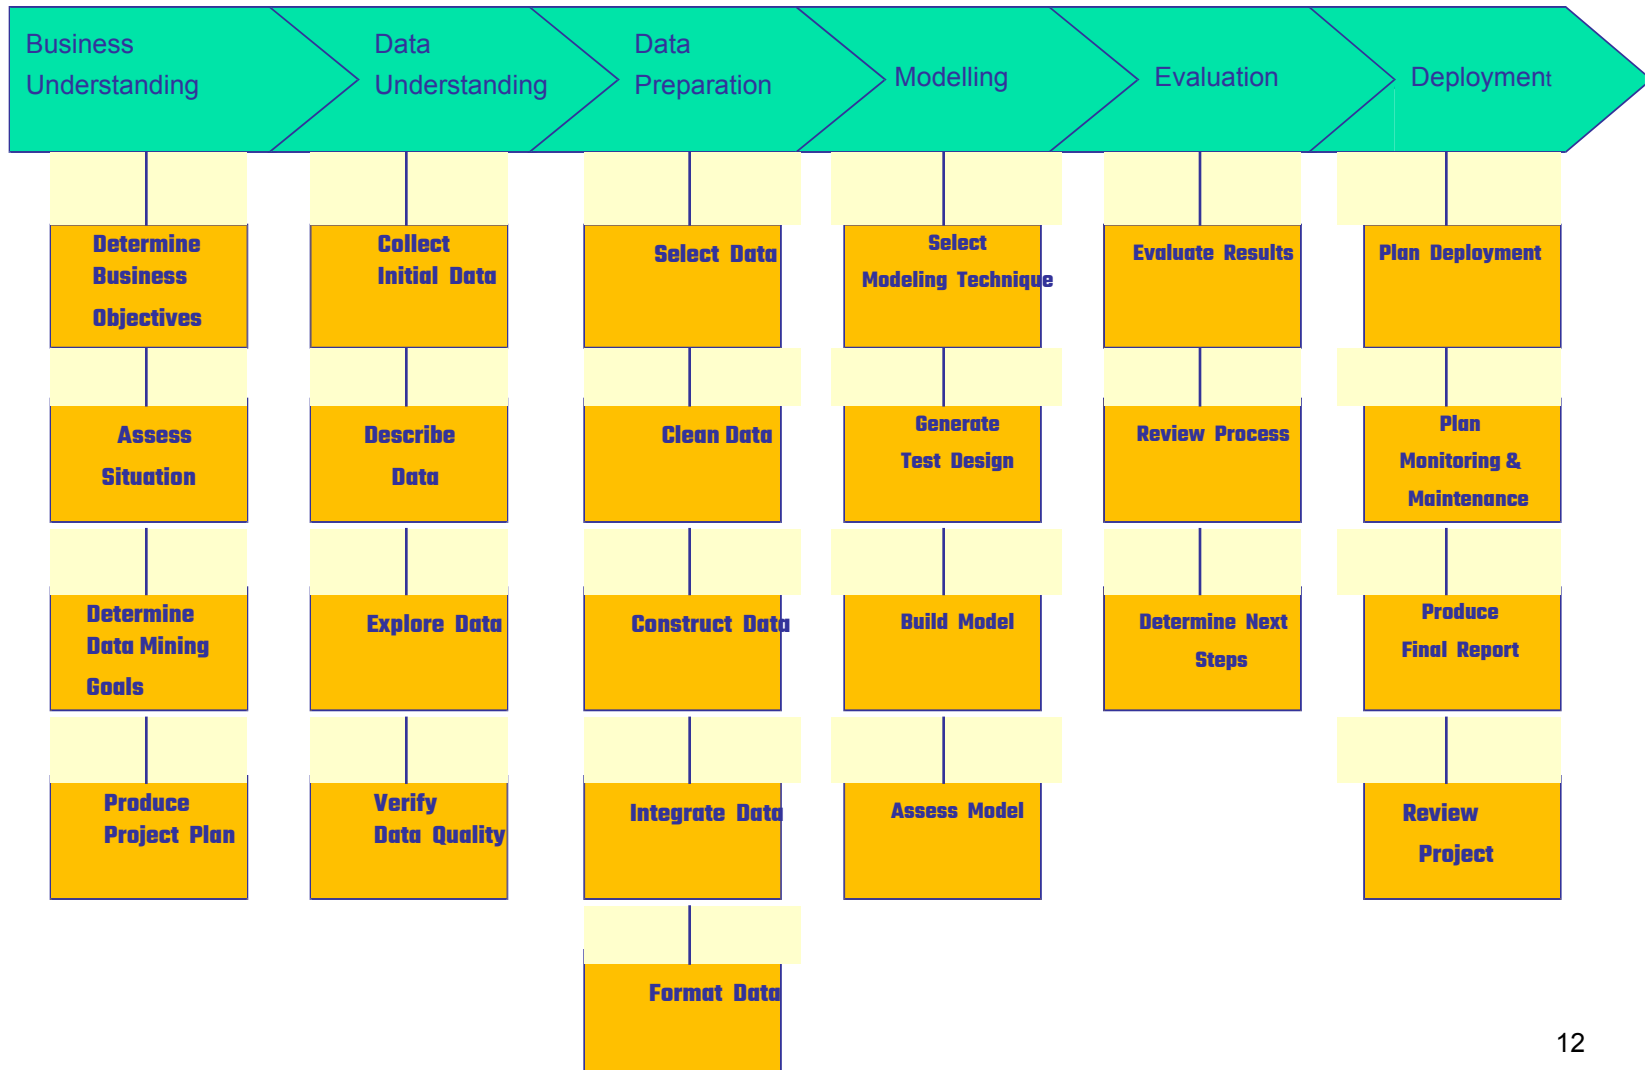 Business
Understanding
Data
Understanding
Data
Preparation
Modelling
Evaluation
Deployment
Determine
Business
Objectives
Assess
Situation
Determine
Data Mining
Goals
Produce
Project Plan
Collect
Initial Data
Describe
Data
Explore Data
Verify
Data Quality
Select Data
Clean Data
Construct Data
Integrate Data
Format Data
Select
Modeling Technique
Generate
Test Design
Build Model
Assess Model
Evaluate Results
Review Process
Determine Next
Steps
Plan Deployment
Plan
Monitoring &
Maintenance
Produce
Final Report
Review
Project
12